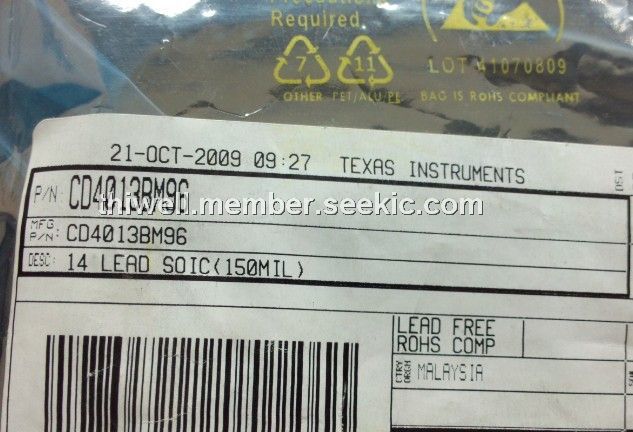 Precautions
Required.
S
7 11
LOT 41070809
OTHER PET/ALU/PE BAG IS ROHS COMPLIANT
21-OCT-2009 09:27 TEXAS INSTRUMENTS
P/N: CD4013BM96
thiwell.member.seekic.com
MFG
P/N: CD4013BM96
DESC: 14 LEAD SOIC(150MIL)
LEAD FREE
ROHS COMP
CTRY
ORGN MALAYSIA
DST